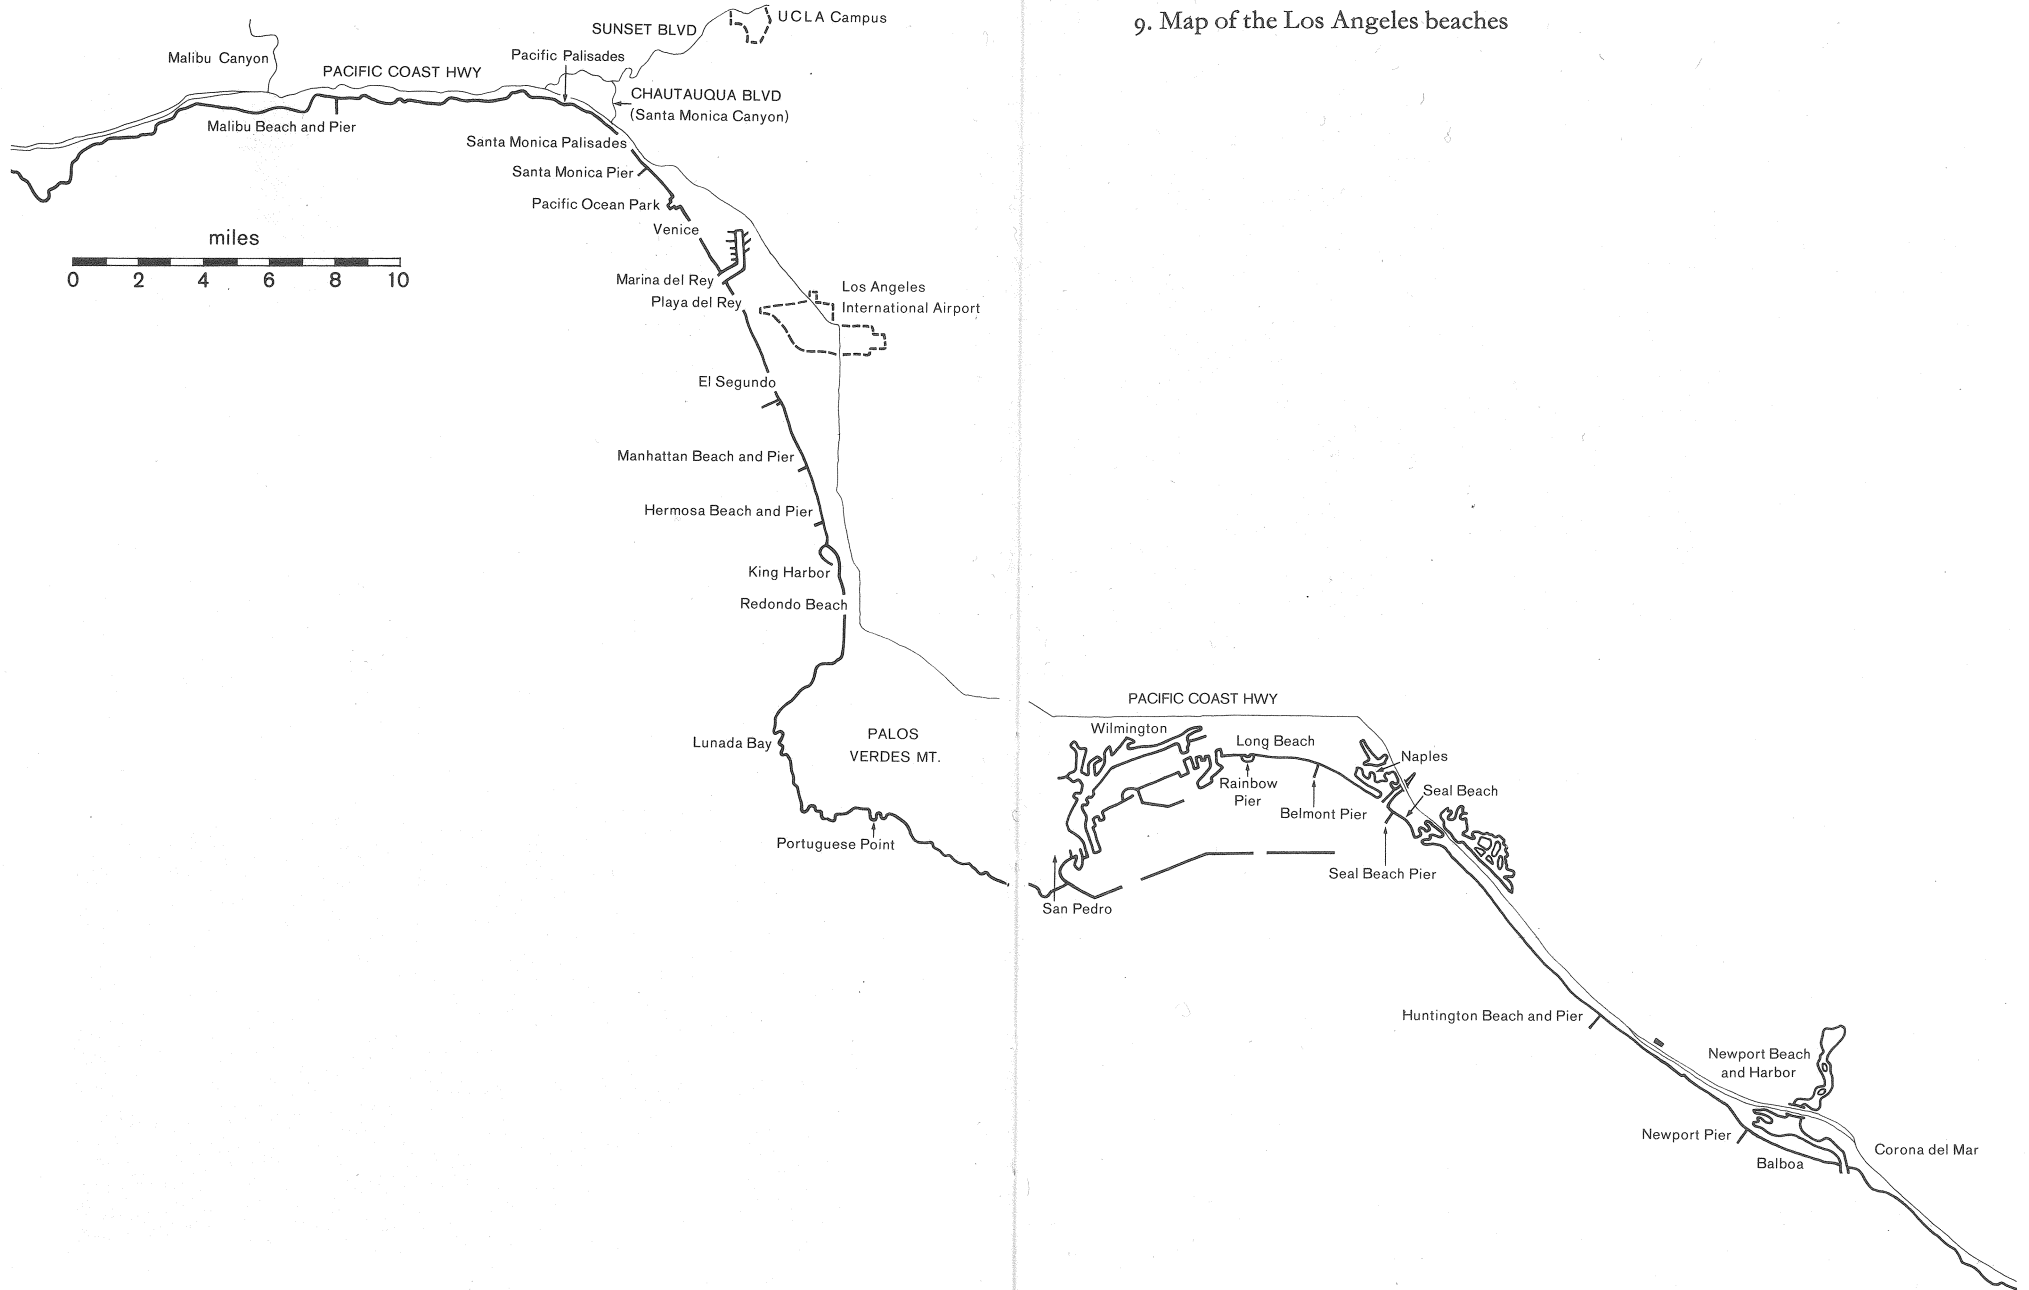 9. Map of the Los Angeles beaches
UCLA Campus
SUNSET BLVD
Pacific Palisades
Malibu Canyon
PACIFIC COAST HWY
CHAUTAUQUA BLVD
(Santa Monica Canyon)
Malibu Beach and Pier
Santa Monica Palisades
Santa Monica Pier
Pacific Ocean Park
Venice
miles
0 2 4 6 8 10
Marina del Rey
Playa del Rey
Los Angeles
International Airport
El Segundo
Manhattan Beach and Pier
Hermosa Beach and Pier
King Harbor
Redondo Beach
PALOS
VERDES MT.
Lunada Bay
Portuguese Point
PACIFIC COAST HWY
Wilmington
Long Beach
Naples
Rainbow
Pier
Seal Beach
Belmont Pier
Seal Beach Pier
San Pedro
Huntington Beach and Pier
Newport Beach
and Harbor
Newport Pier
Corona del Mar
Balboa